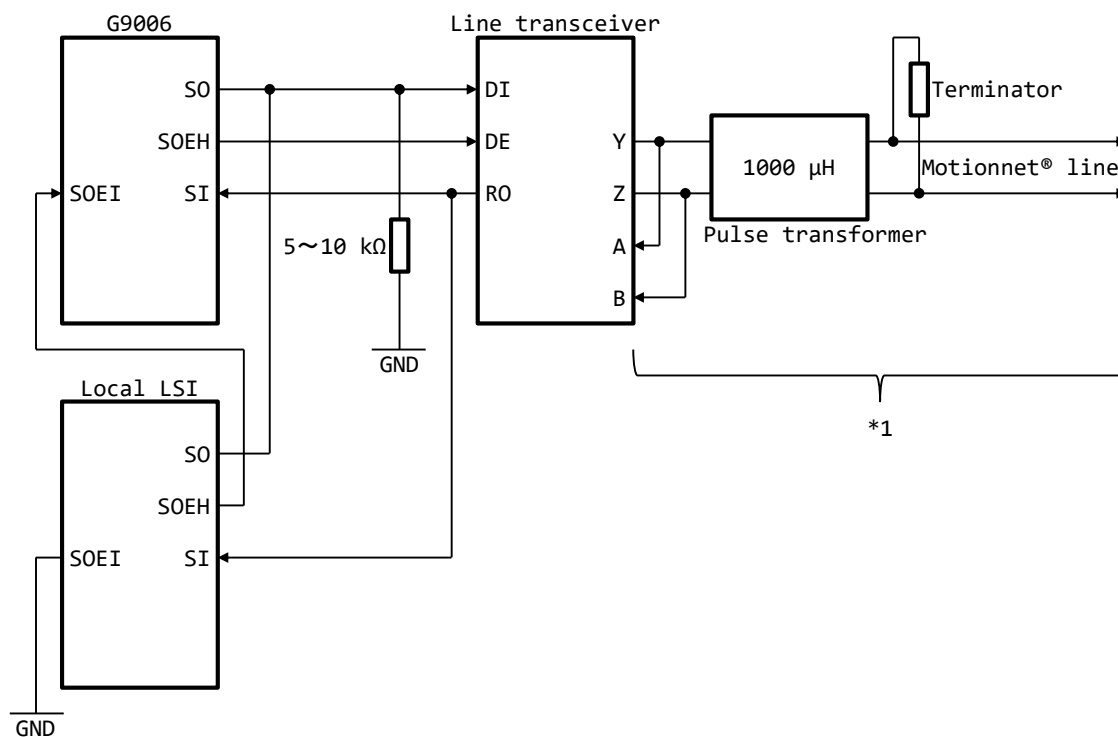 G9006
Line transceiver
SO
DI
Terminator
SOEH
DE
Y
1000 µH
Motionnet® line
SOEI
SI
RO
Z
5～10 kΩ
A
Pulse transformer
B
GND
Local LSI
*1
SO
SOEH
SOEI
SI
GND